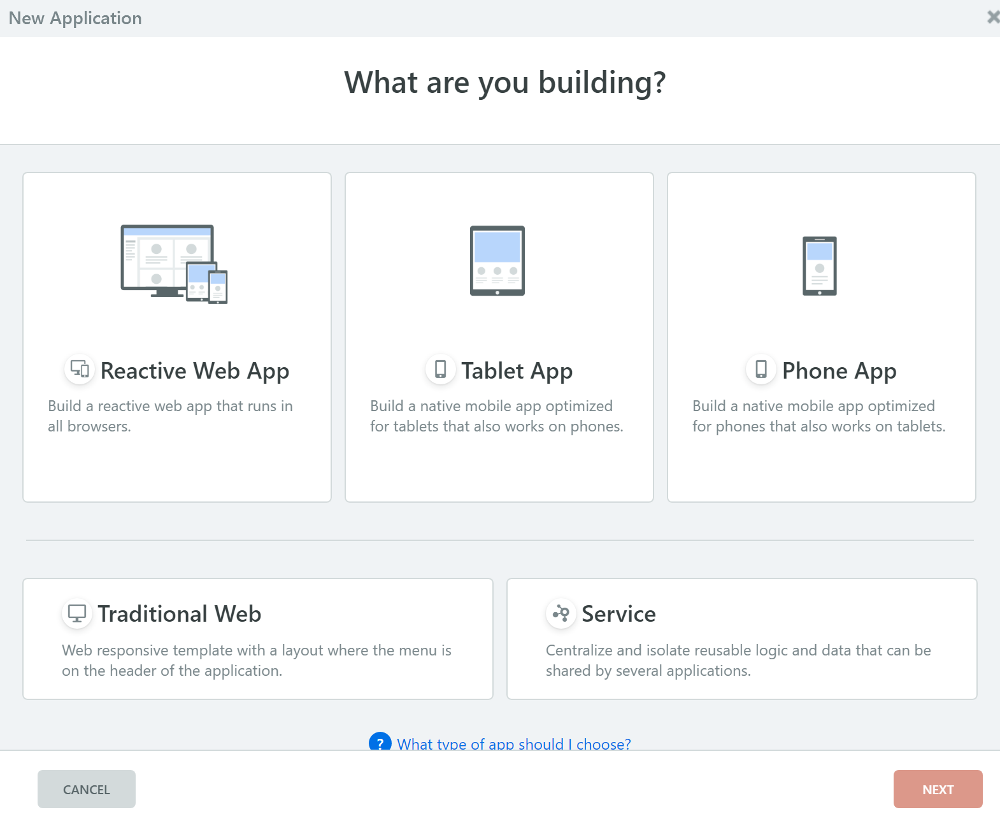 New Application
What are you building?
Reactive Web App
Build a reactive web app that runs in
all browsers.
Tablet App
Build a native mobile app optimized
for tablets that also works on phones.
Phone App
Build a native mobile app optimized
for phones that also works on tablets.
Traditional Web
Web responsive template with a layout where the menu is
on the header of the application.
Service
Centralize and isolate reusable logic and data that can be
shared by several applications.
? What type of app should I choose?
CANCEL
NEXT